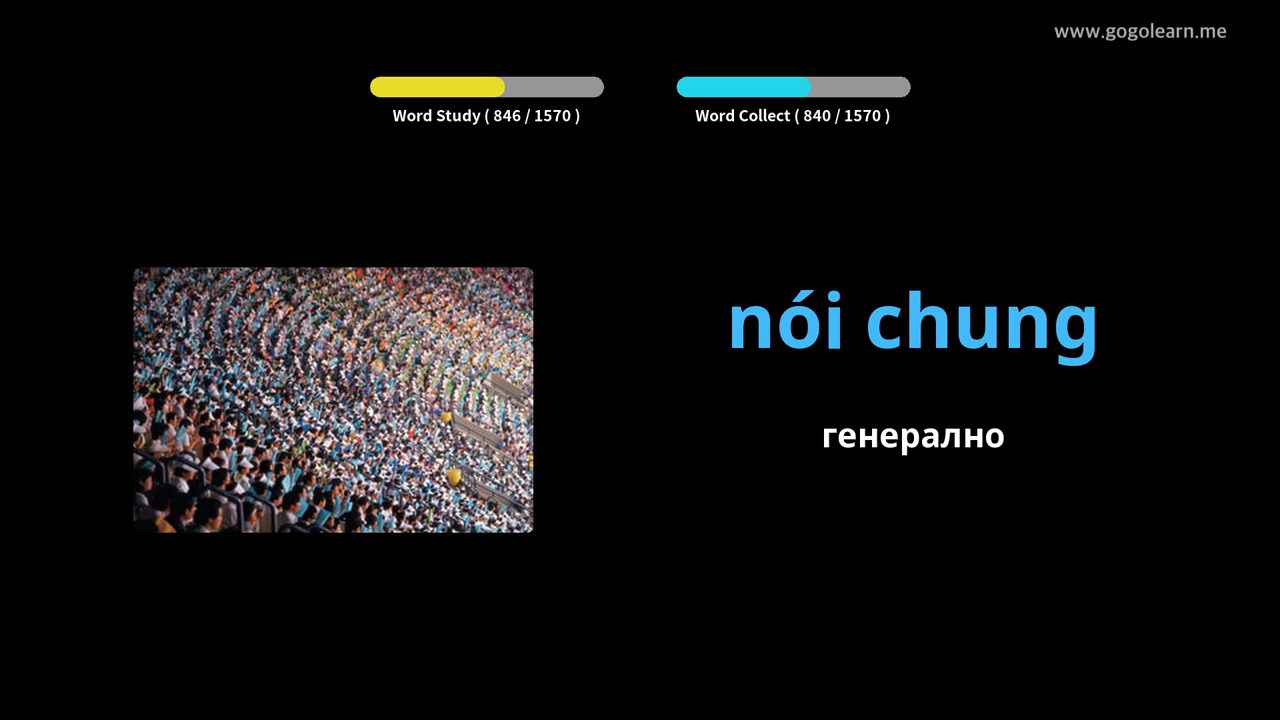 www.gogolearn.me
Word Study ( 846 / 1570 )
Word Collect ( 840 / 1570 )
nói chung
генерално